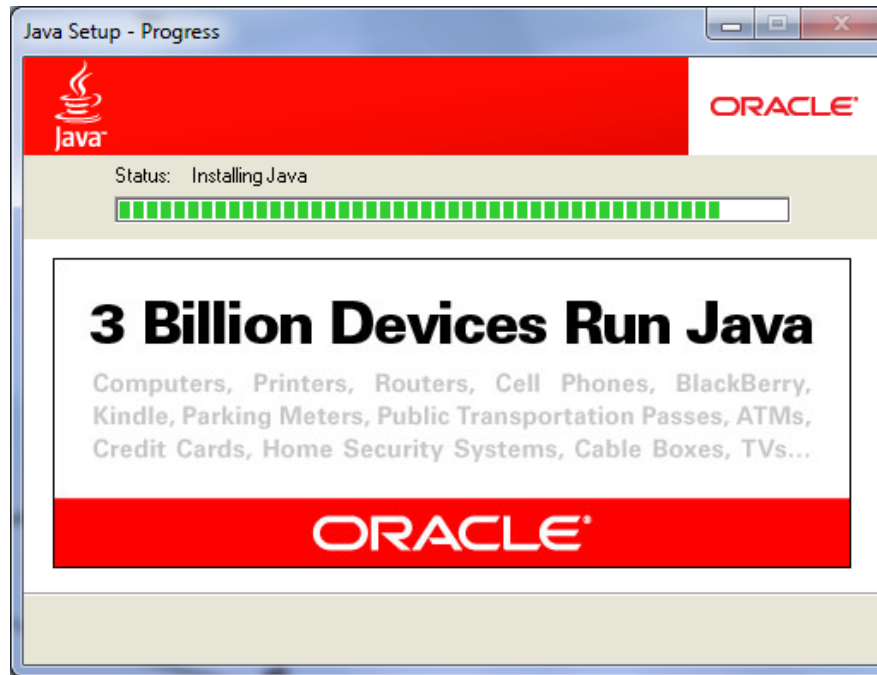 Java Setup - Progress
Java™
ORACLE®
Status: Installing Java
3 Billion Devices Run Java
Computers, Printers, Routers, Cell Phones, BlackBerry,
Kindle, Parking Meters, Public Transportation Passes, ATMs,
Credit Cards, Home Security Systems, Cable Boxes, TVs...
ORACLE®